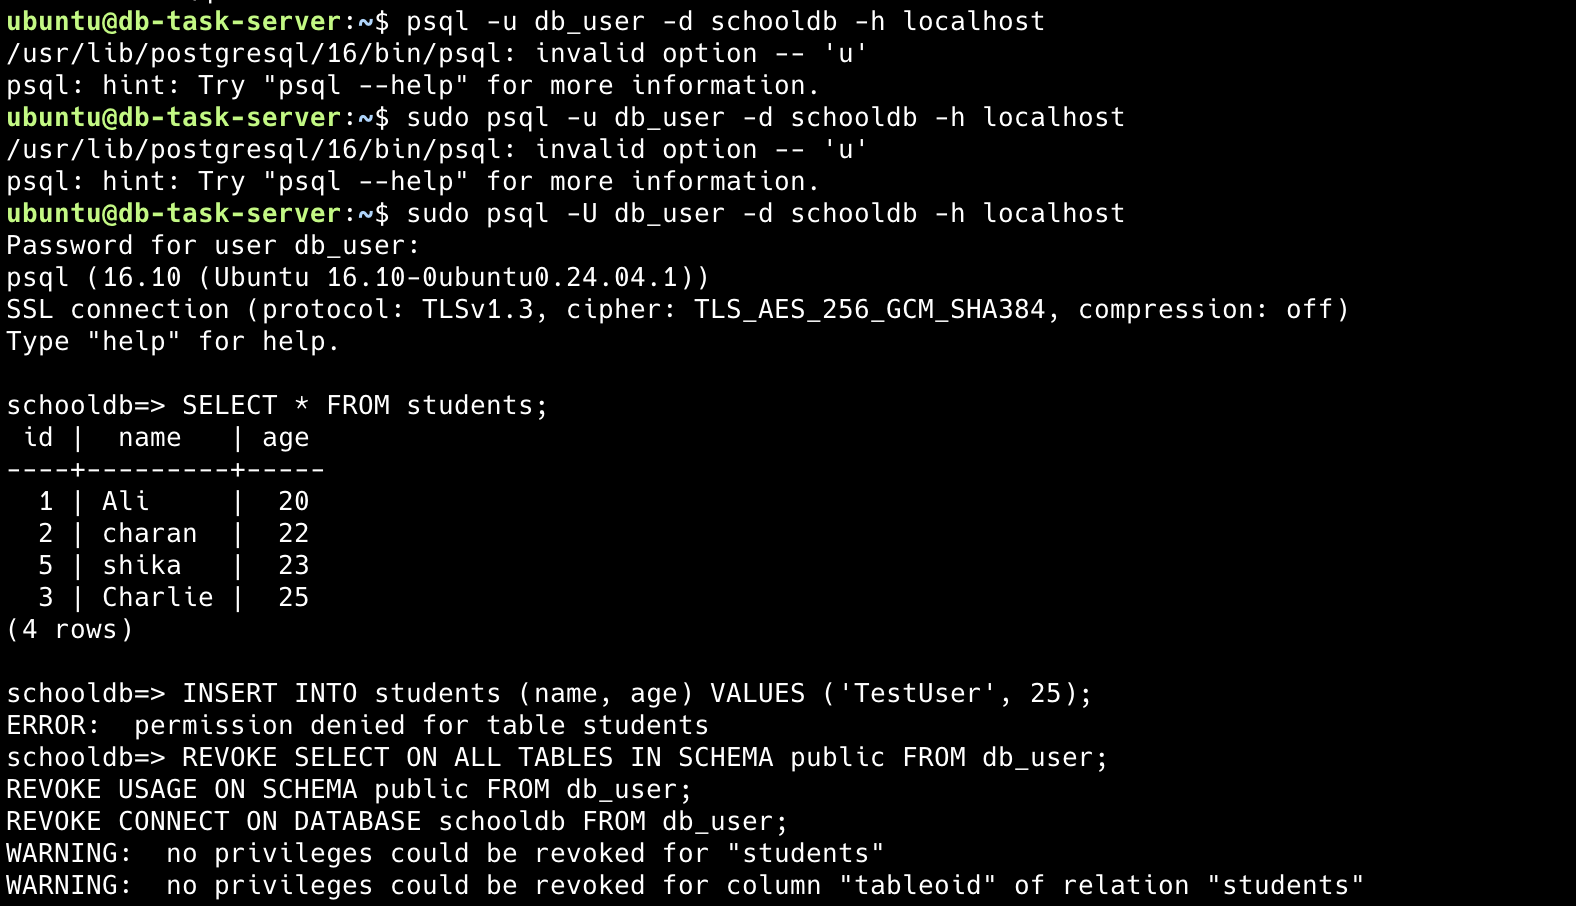 ubuntu@db-task-server:~$ psql -u db_user -d schooldb -h localhost
/usr/lib/postgresql/16/bin/psql: invalid option -- 'u'
psql: hint: Try "psql --help" for more information.
ubuntu@db-task-server:~$ sudo psql -u db_user -d schooldb -h localhost
/usr/lib/postgresql/16/bin/psql: invalid option -- 'u'
psql: hint: Try "psql --help" for more information.
ubuntu@db-task-server:~$ sudo psql -U db_user -d schooldb -h localhost
Password for user db_user:
psql (16.10 (Ubuntu 16.10-0ubuntu0.24.04.1))
SSL connection (protocol: TLSv1.3, cipher: TLS_AES_256_GCM_SHA384, compression: off)
Type "help" for help.

schooldb=> SELECT * FROM students;
 id |  name   | age
----+---------+-----
  1 | Ali     |  20
  2 | charan  |  22
  5 | shika   |  23
  3 | Charlie |  25
(4 rows)

schooldb=> INSERT INTO students (name, age) VALUES ('TestUser', 25);
ERROR:  permission denied for table students
schooldb=> REVOKE SELECT ON ALL TABLES IN SCHEMA public FROM db_user;
REVOKE USAGE ON SCHEMA public FROM db_user;
REVOKE CONNECT ON DATABASE schooldb FROM db_user;
WARNING:  no privileges could be revoked for "students"
WARNING:  no privileges could be revoked for column "tableoid" of relation "students"